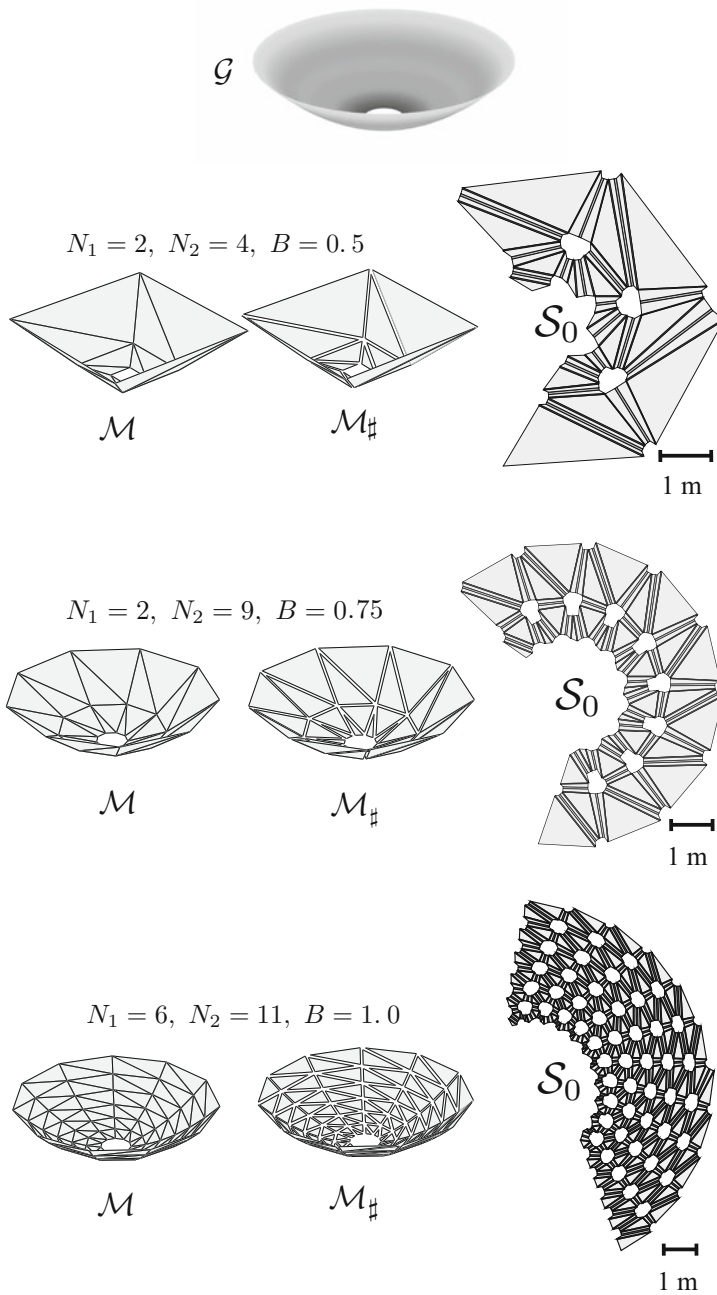 𝒢
N₁ = 2, N₂ = 4, B = 0.5
ℳ
ℳ♯
𝒮₀
1 m
N₁ = 2, N₂ = 9, B = 0.75
ℳ
ℳ♯
𝒮₀
1 m
N₁ = 6, N₂ = 11, B = 1.0
ℳ
ℳ♯
𝒮₀
1 m